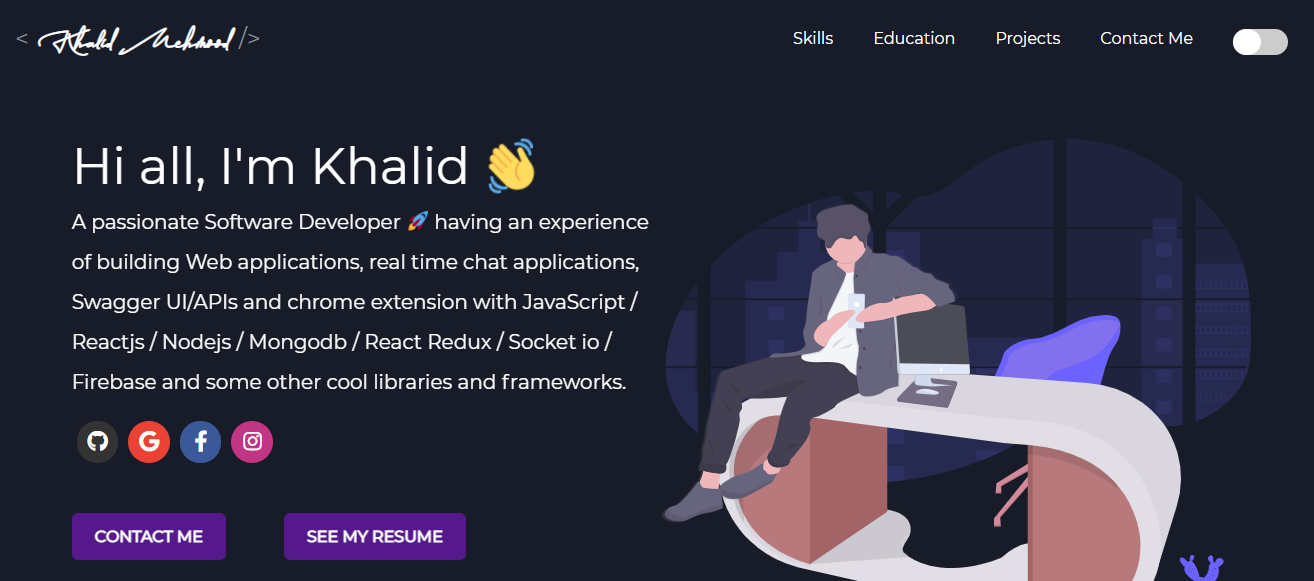 < Khalid Mehmood />
Skills
Education
Projects
Contact Me
Hi all, I'm Khalid 👋
A passionate Software Developer 🚀 having an experience
of building Web applications, real time chat applications,
Swagger UI/APIs and chrome extension with JavaScript /
Reactjs / Nodejs / Mongodb / React Redux / Socket io /
Firebase and some other cool libraries and frameworks.
CONTACT ME
SEE MY RESUME